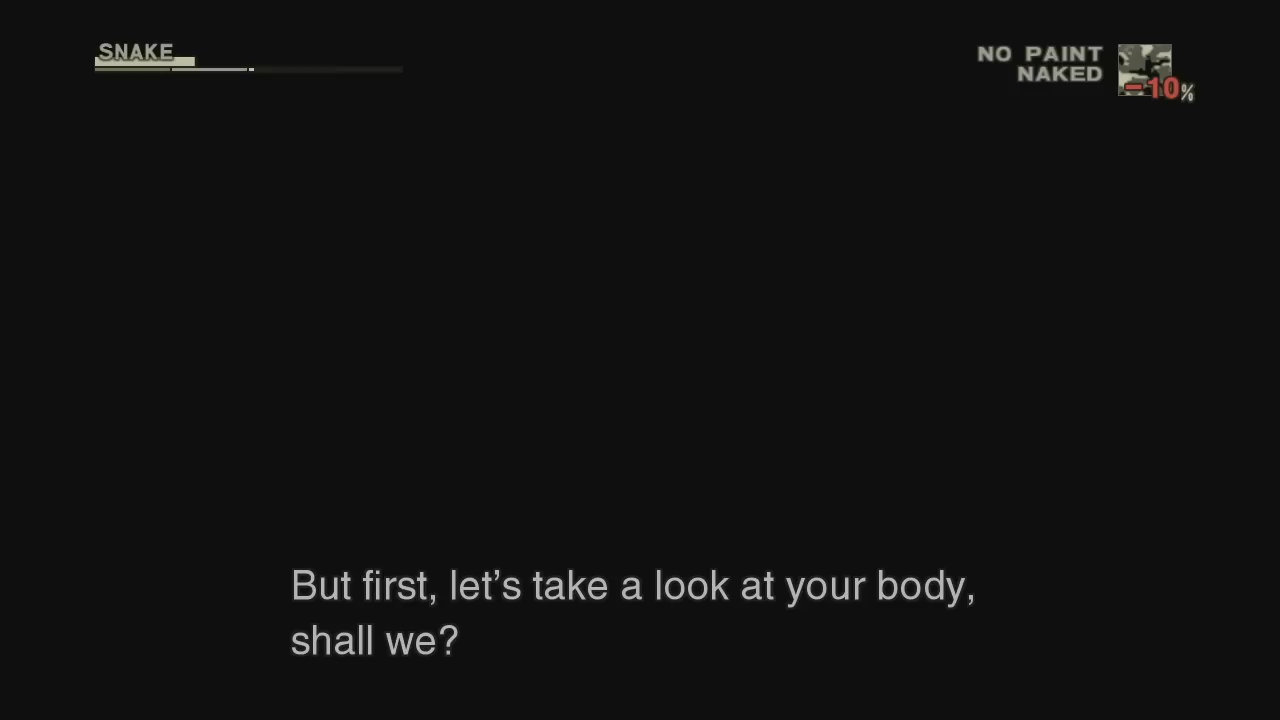 SNAKE
NO PAINT
NAKED
-10%
But first, let's take a look at your body,
shall we?